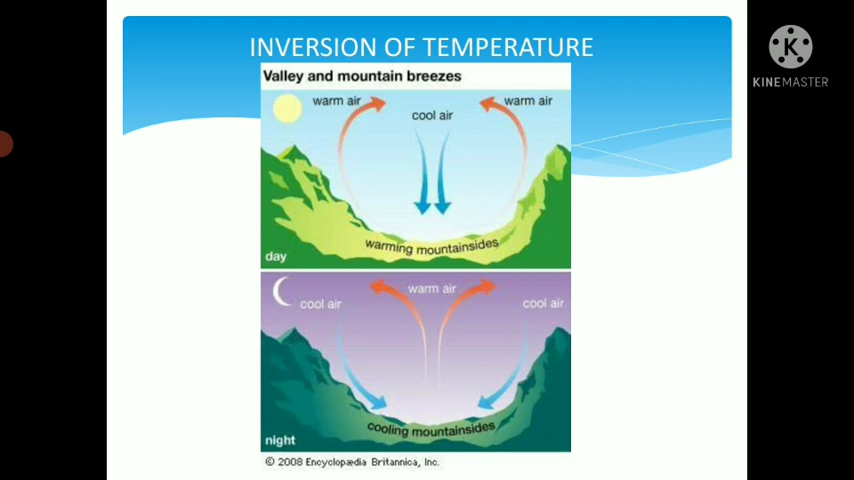 INVERSION OF TEMPERATURE
K
KINEMASTER
Valley and mountain breezes
warm air
warm air
cool air
warming mountainsides
day
warm air
cool air
cool air
cooling mountainsides
night
© 2008 Encyclopædia Britannica, Inc.